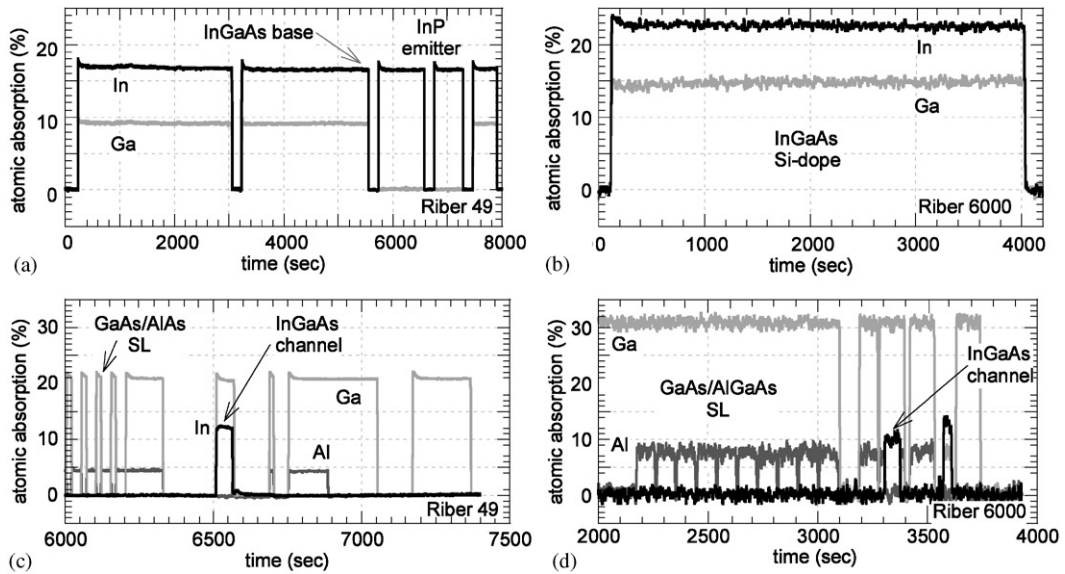 (a)
atomic absorption (%)
20
10
0
InGaAs base
InP
emitter
In
Ga
Riber 49
0 2000 4000 6000 8000
time (sec)
(b)
atomic absorption (%)
20
10
0
In
Ga
InGaAs
Si-dope
Riber 6000
0 1000 2000 3000 4000
time (sec)
(c)
atomic absorption (%)
30
20
10
0
GaAs/AlAs
SL
InGaAs
channel
Ga
In
Al
Riber 49
6000 6500 7000 7500
time (sec)
(d)
atomic absorption (%)
30
20
10
0
Ga
InGaAs
channel
GaAs/AlGaAs
SL
Al
Riber 6000
2000 2500 3000 3500 4000
time (sec)